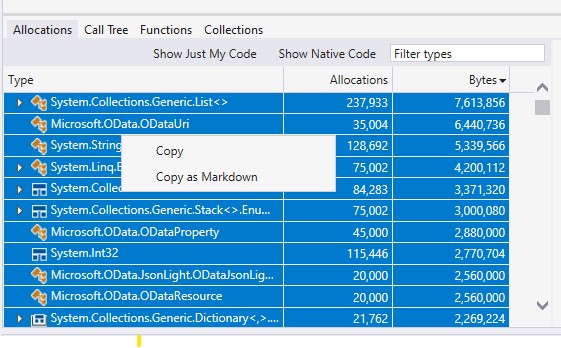 Allocations Call Tree Functions Collections
Show Just My Code Show Native Code Filter types
Type Allocations Bytes
System.Collections.Generic.List<> 237,933 7,613,856
Microsoft.OData.ODataUri 35,004 6,440,736
System.String 128,692 5,339,566
Copy
System.Linq.E 75,002 4,200,112
Copy as Markdown
System.Colle 84,283 3,371,320
System.Collections.Generic.Stack<>.Enu... 75,002 3,000,080
Microsoft.OData.ODataProperty 45,000 2,880,000
System.Int32 115,446 2,770,704
Microsoft.OData.JsonLight.ODataJsonLig... 20,000 2,560,000
Microsoft.OData.ODataResource 20,000 2,560,000
System.Collections.Generic.Dictionary<,>.... 21,762 2,269,224